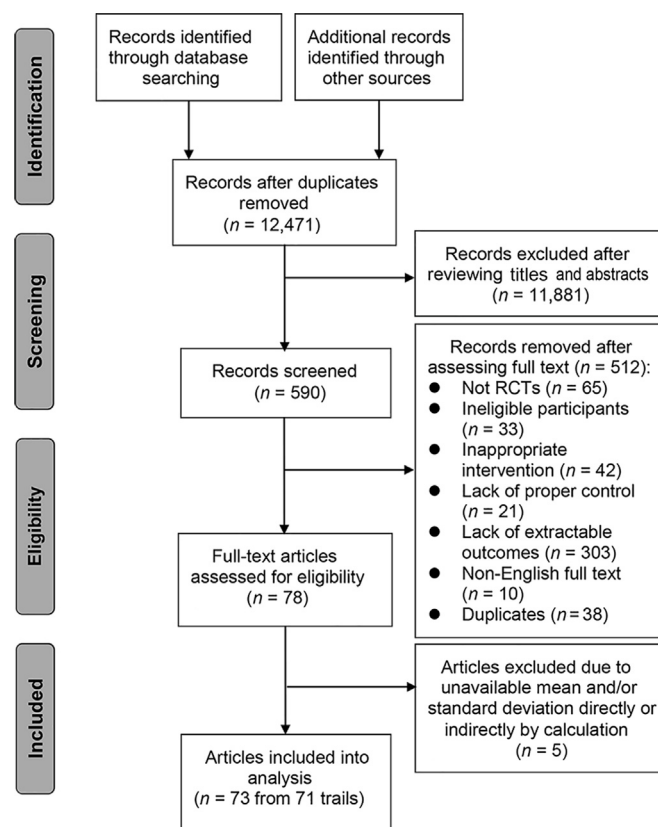 Identification
Records identified
through database
searching
Additional records
identified through
other sources
Records after duplicates
removed
(n = 12,471)
Screening
Records excluded after
reviewing titles and abstracts
(n = 11,881)
Records screened
(n = 590)
Records removed after
assessing full text (n = 512):
● Not RCTs (n = 65)
● Ineligible participants
(n = 33)
● Inappropriate
intervention (n = 42)
● Lack of proper control
(n = 21)
● Lack of extractable
outcomes (n = 303)
● Non-English full text
(n = 10)
● Duplicates (n = 38)
Eligibility
Full-text articles
assessed for eligibility
(n = 78)
Included
Articles excluded due to
unavailable mean and/or
standard deviation directly or
indirectly by calculation
(n = 5)
Articles included into
analysis
(n = 73 from 71 trails)